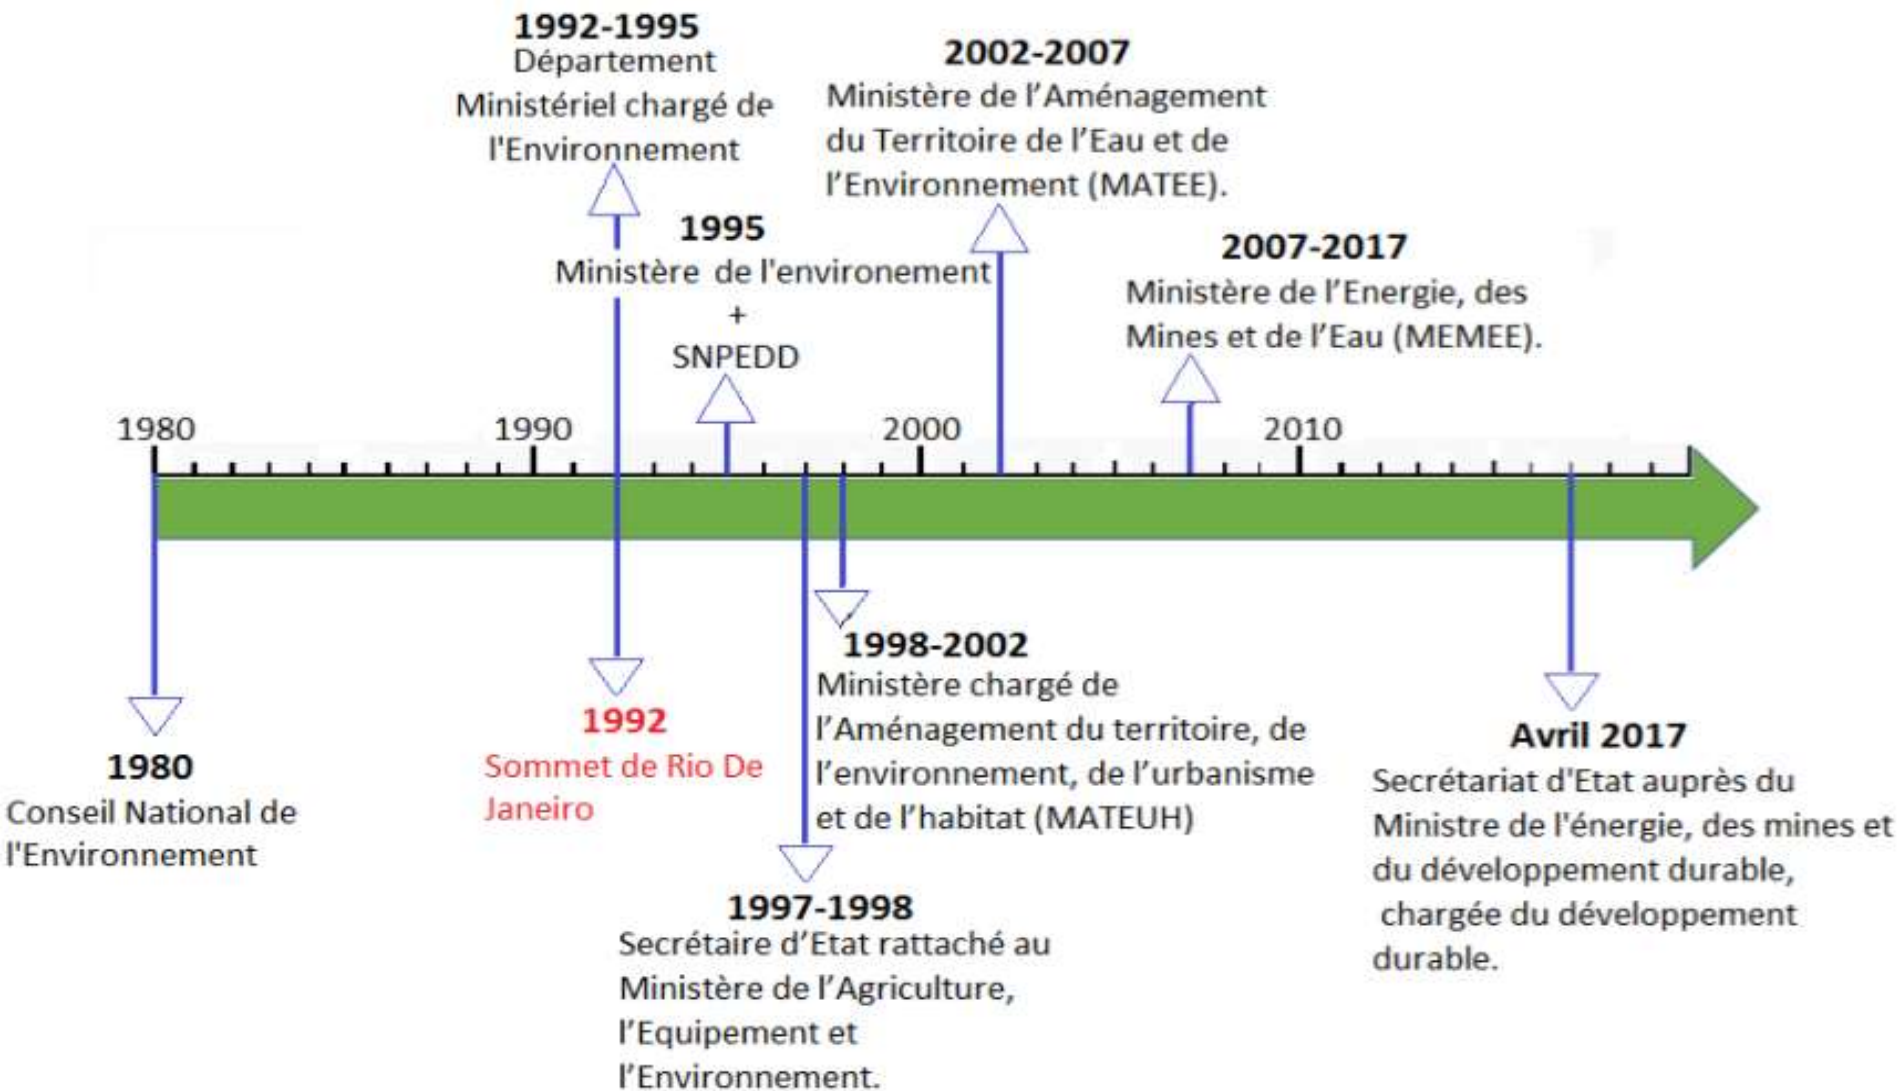 1992-1995
Département
Ministériel chargé de
l'Environnement
2002-2007
Ministère de l’Aménagement
du Territoire de l’Eau et de
l’Environnement (MATEE).
1995
Ministère de l'environement
+
SNPEDD
2007-2017
Ministère de l’Energie, des
Mines et de l’Eau (MEMEE).
1980
1990
2000
2010
1980
Conseil National de
l'Environnement
1992
Sommet de Rio De
Janeiro
1998-2002
Ministère chargé de
l’Aménagement du territoire, de
l’environnement, de l’urbanisme
et de l’habitat (MATEUH)
1997-1998
Secrétaire d’Etat rattaché au
Ministère de l’Agriculture,
l’Equipement et
l’Environnement.
Avril 2017
Secrétariat d'Etat auprès du
Ministre de l'énergie, des mines et
du développement durable,
chargée du développement
durable.